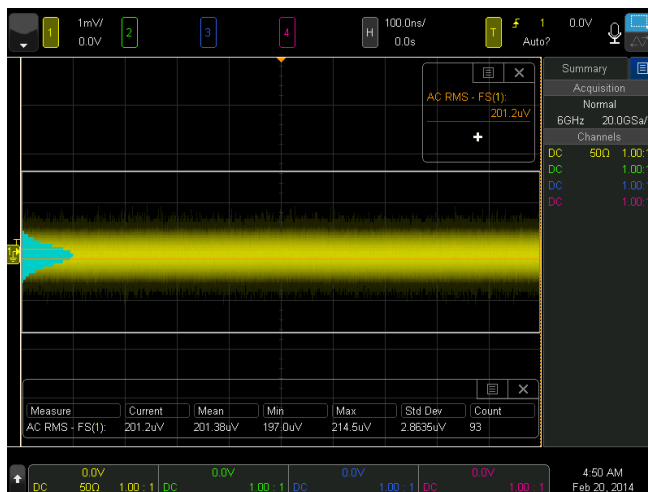 1 1mV/ 0.0V 2 3 4 H 100.0ns/ 0.0s T 1 0.0V Auto?
Summary
Acquisition
Normal
6GHz 20.0GSa/
Channels
DC 50Ω 1.00:
DC 1.00:
DC 1.00:
DC 1.00:
AC RMS - FS(1):
201.2uV
T
1
Measure Current Mean Min Max Std Dev Count
AC RMS - FS(1): 201.2uV 201.38uV 197.0uV 214.5uV 2.8635uV 93
0.0V 0.0V 0.0V 0.0V
DC 50Ω 1.00 : 1 DC 1.00 : 1 DC 1.00 : 1 DC 1.00 : 1
4:50 AM
Feb 20, 2014